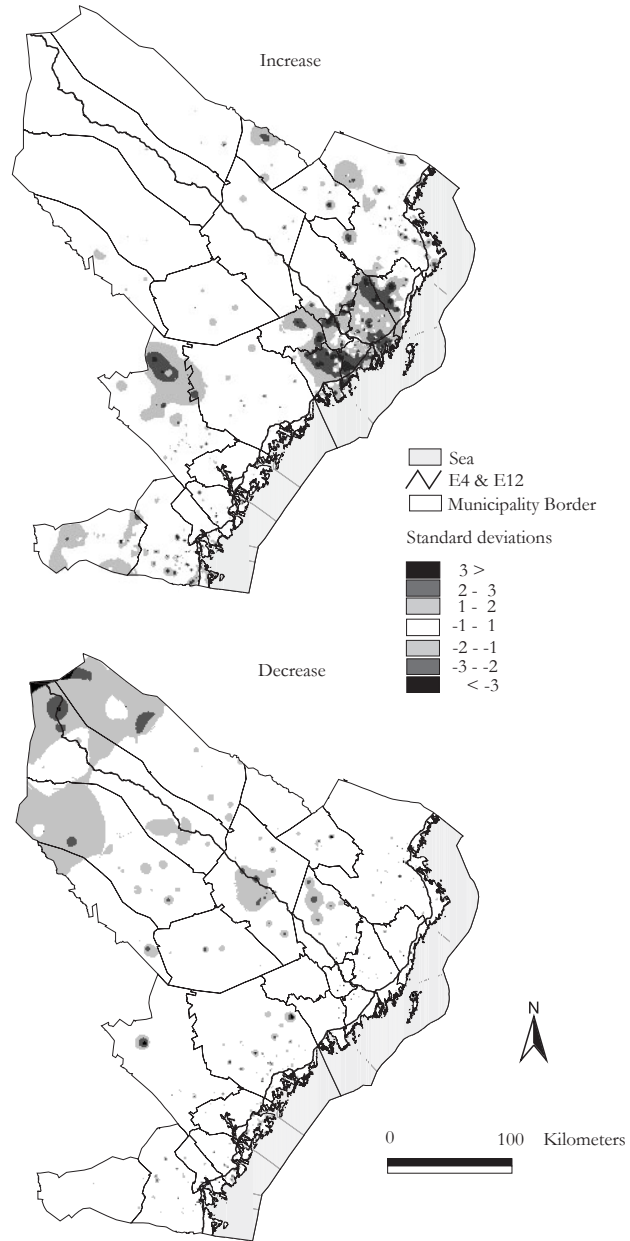 Increase
Sea
E4 & E12
Municipality Border
Standard deviations
3 >
2 - 3
1 - 2
-1 - 1
-2 - -1
-3 - -2
< -3
Decrease
N
0 100 Kilometers